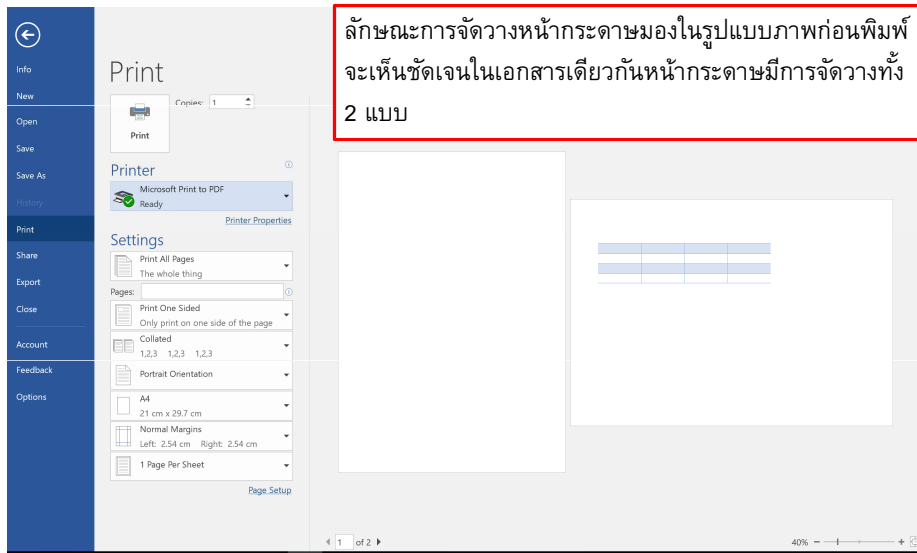 ลักษณะการจัดวางหน้ากระดาษมองในรูปแบบภาพก่อนพิมพ์
จะเห็นชัดเจนในเอกสารเดียวกันหน้ากระดาษมีการจัดวางทั้ง
2 แบบ
Info
New
Open
Save
Save As
History
Print
Share
Export
Close
Account
Feedback
Options
Print
Copies: 1
Print
Printer
Microsoft Print to PDF
Ready
Printer Properties
Settings
Print All Pages
The whole thing
Pages:
Print One Sided
Only print on one side of the page
Collated
1,2,3 1,2,3 1,2,3
Portrait Orientation
A4
21 cm x 29.7 cm
Normal Margins
Left: 2.54 cm Right: 2.54 cm
1 Page Per Sheet
Page Setup
1 of 2
40%